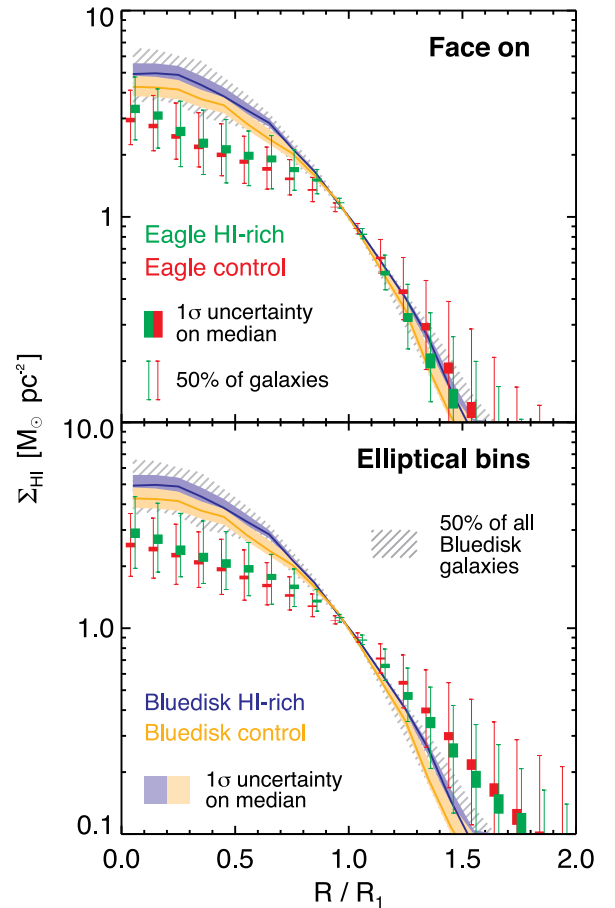 10
Face on
1
Eagle HI-rich
Eagle control
1σ uncertainty
on median
50% of galaxies
Σ_HI [M_⊙ pc⁻²]
10.0
Elliptical bins
50% of all
Bluedisk
galaxies
1.0
Bluedisk HI-rich
Bluedisk control
1σ uncertainty
on median
0.1
0.0 0.5 1.0 1.5 2.0
R / R₁